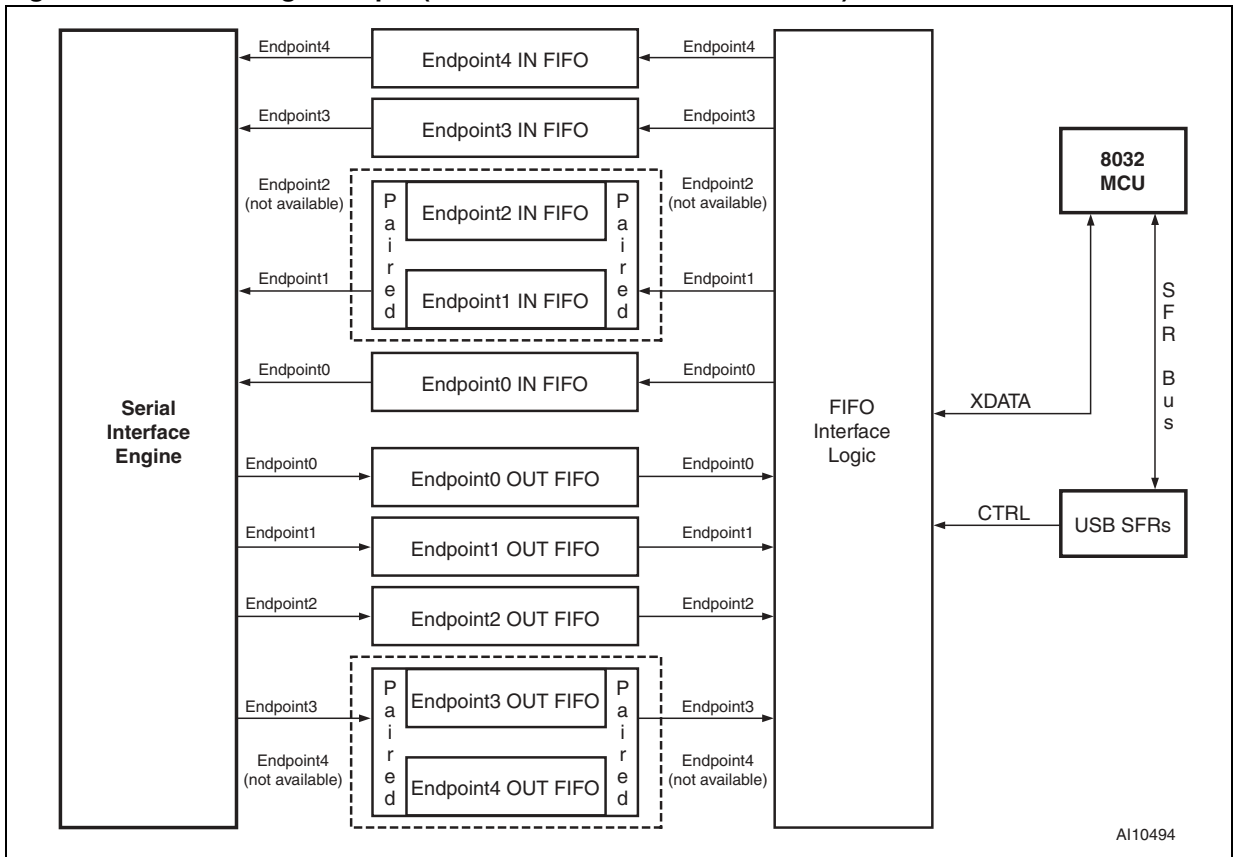 Endpoint4
Endpoint4 IN FIFO
Endpoint4
Endpoint3
Endpoint3 IN FIFO
Endpoint3
Endpoint2
(not available)
Paired
Endpoint2 IN FIFO
Paired
Endpoint2
(not available)
Endpoint1
Endpoint1 IN FIFO
Endpoint1
Endpoint0
Endpoint0 IN FIFO
Endpoint0
Serial
Interface
Engine
FIFO
Interface
Logic
8032
MCU
XDATA
SFR Bus
CTRL
USB SFRs
Endpoint0
Endpoint0 OUT FIFO
Endpoint0
Endpoint1
Endpoint1 OUT FIFO
Endpoint1
Endpoint2
Endpoint2 OUT FIFO
Endpoint2
Endpoint3
Paired
Endpoint3 OUT FIFO
Paired
Endpoint3
Endpoint4
(not available)
Endpoint4 OUT FIFO
Endpoint4
(not available)
AI10494